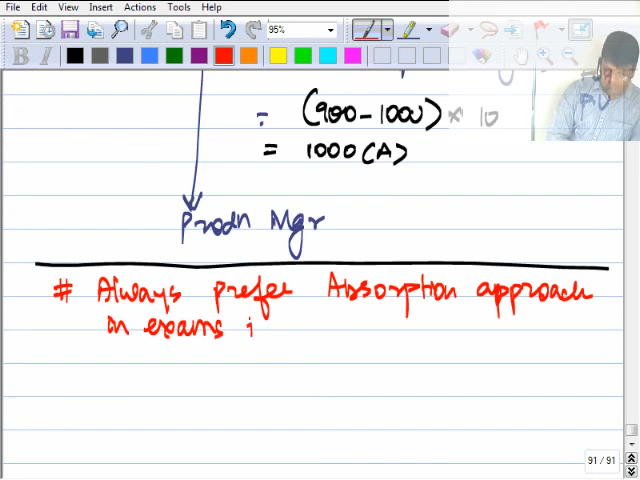 File Edit View Insert Actions Tools Help
95%
B I
= (900 - 1000) × 10
= 1000 (A)
Prodn Mgr
# Always prefer Absorption approach
in exams i
91 / 91